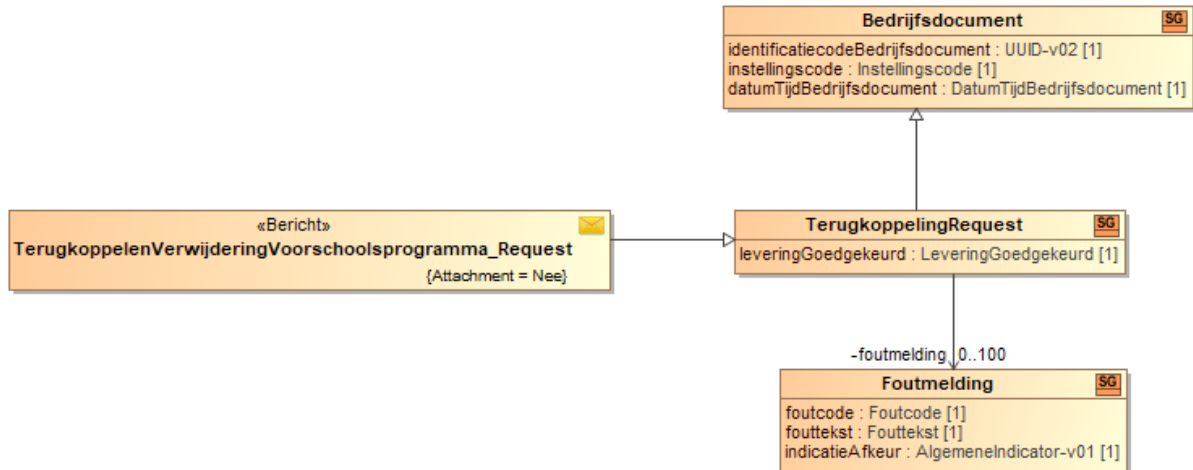 Bedrijfsdocument
SG
identificatiecodeBedrijfsdocument : UUID-v02 [1]
instellingscode : Instellingscode [1]
datumTijdBedrijfsdocument : DatumTijdBedrijfsdocument [1]
«Bericht»
TerugkoppelenVerwijderingVoorschoolsprogramma_Request
{Attachment = Nee}
TerugkoppelingRequest
SG
leveringGoedgekeurd : LeveringGoedgekeurd [1]
-foutmelding 0..100
Foutmelding
SG
foutcode : Foutcode [1]
fouttekst : Fouttekst [1]
indicatieAfkeur : AlgemeneIndicator-v01 [1]